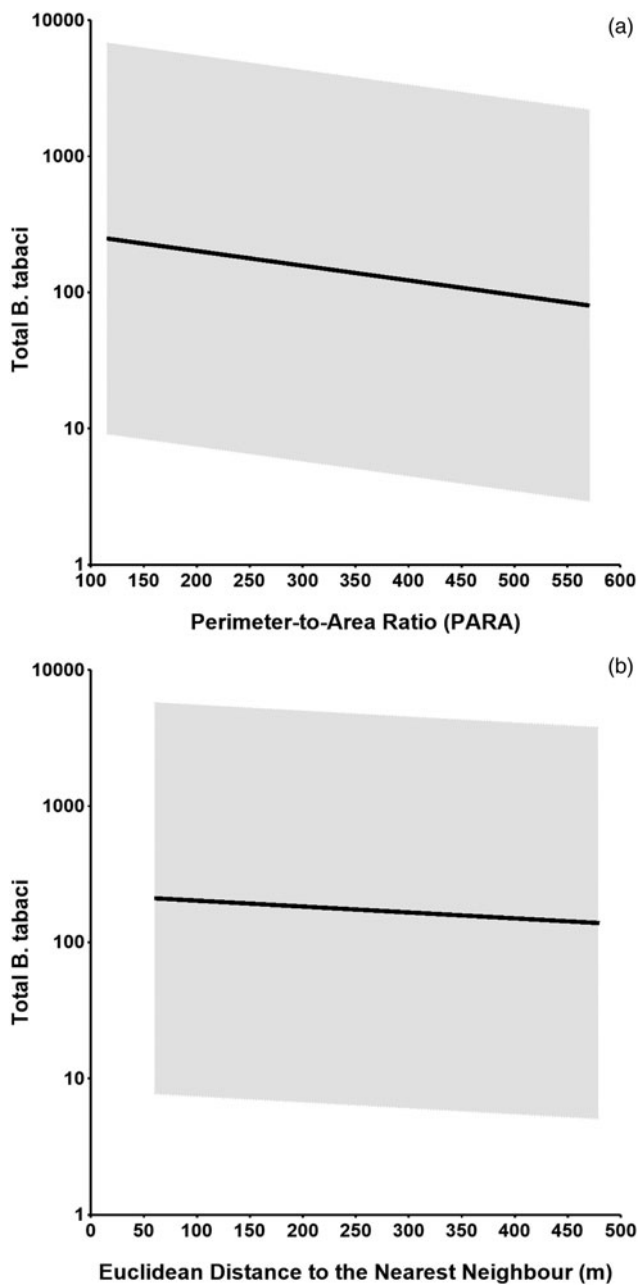 (a)
10000
1000
100
10
1
Total B. tabaci
100 150 200 250 300 350 400 450 500 550 600
Perimeter-to-Area Ratio (PARA)
(b)
10000
1000
100
10
1
Total B. tabaci
0 50 100 150 200 250 300 350 400 450 500
Euclidean Distance to the Nearest Neighbour (m)